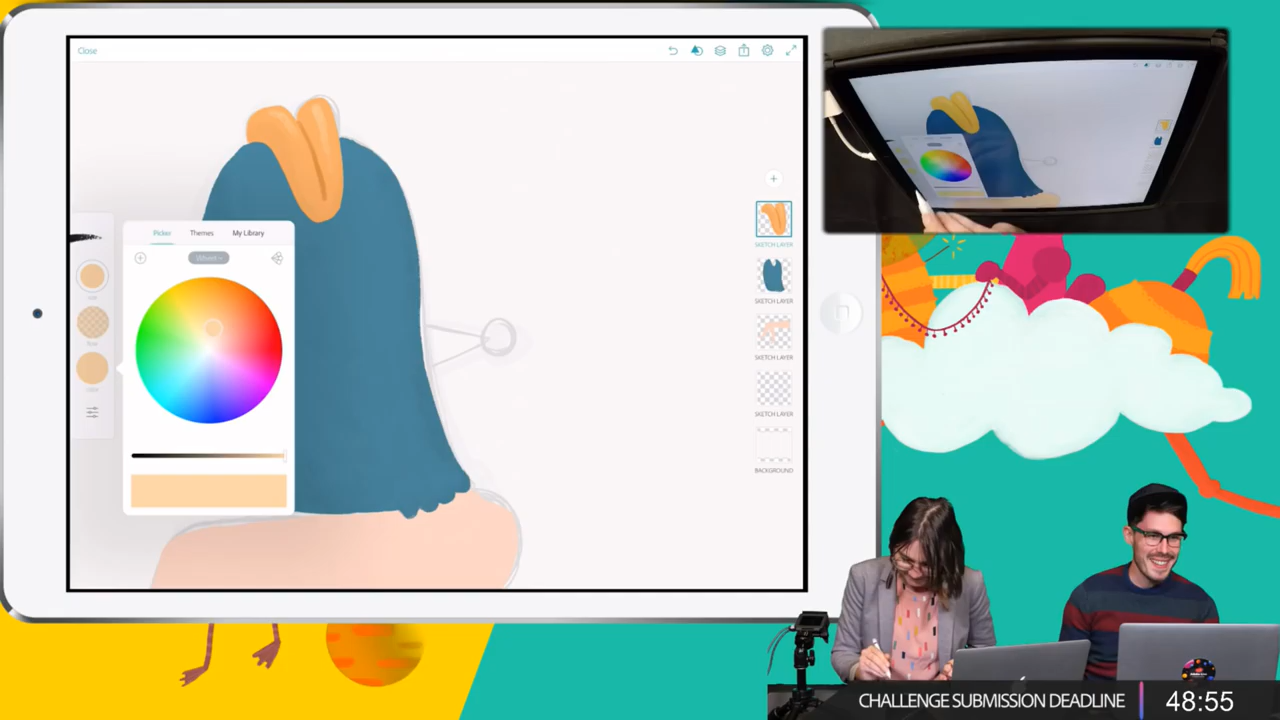 Close
Picker Themes My Library
Wheel
SKETCH LAYER
SKETCH LAYER
SKETCH LAYER
SKETCH LAYER
BACKGROUND
CHALLENGE SUBMISSION DEADLINE 48:55